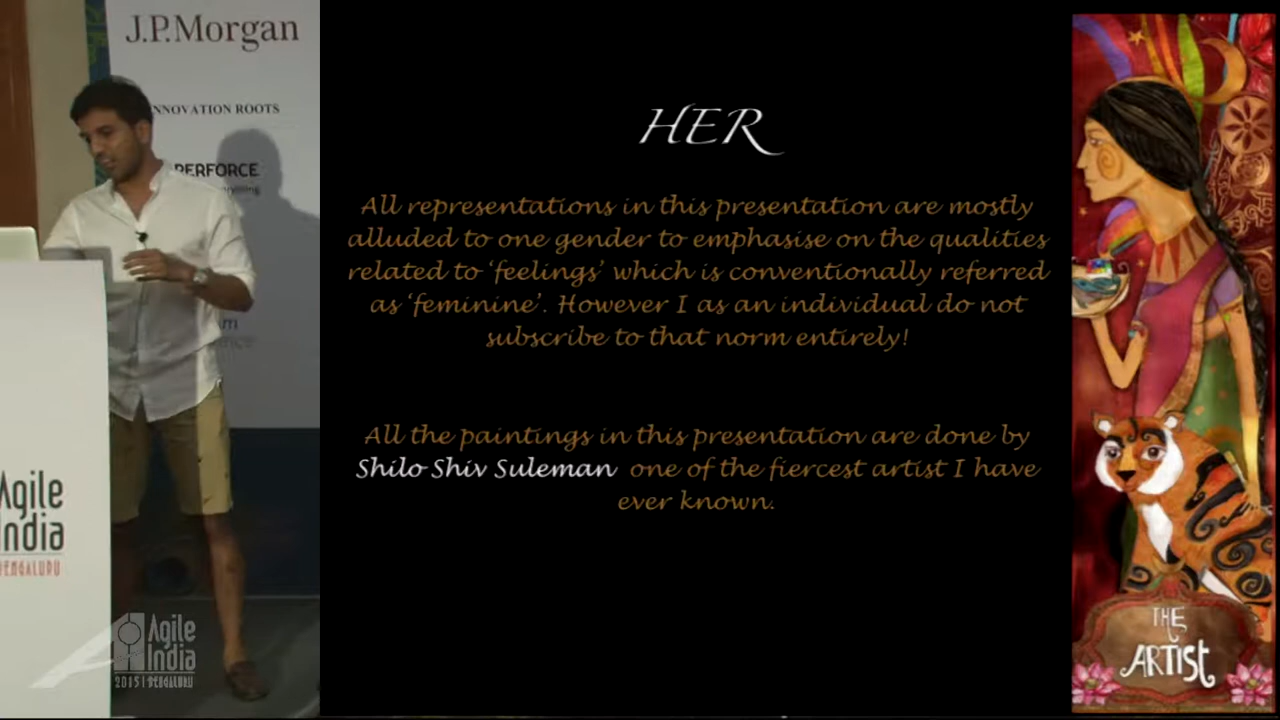 J.P.Morgan
INNOVATION ROOTS
PERFORCE
HER
All representations in this presentation are mostly
alluded to one gender to emphasise on the qualities
related to ‘feelings’ which is conventionally referred
as ‘feminine’. However I as an individual do not
subscribe to that norm entirely!
All the paintings in this presentation are done by
Shilo Shiv Suleman one of the fiercest artist I have
ever known.
THE
ARTIST
Agile
India
BENGALURU
Agile
India
2015 | BENGALURU